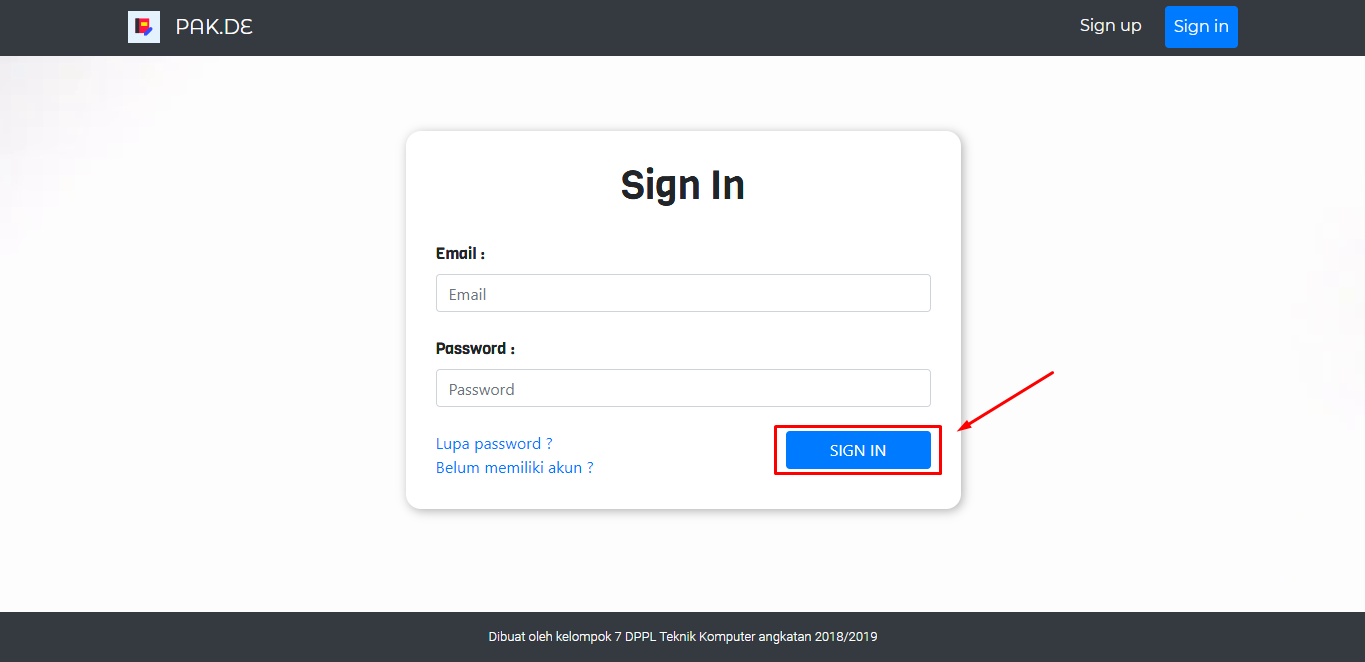 PAK.DE
Sign up
Sign in
Sign In
Email :
Email
Password :
Password
Lupa password ?
SIGN IN
Belum memiliki akun ?
Dibuat oleh kelompok 7 DPPL Teknik Komputer angkatan 2018/2019